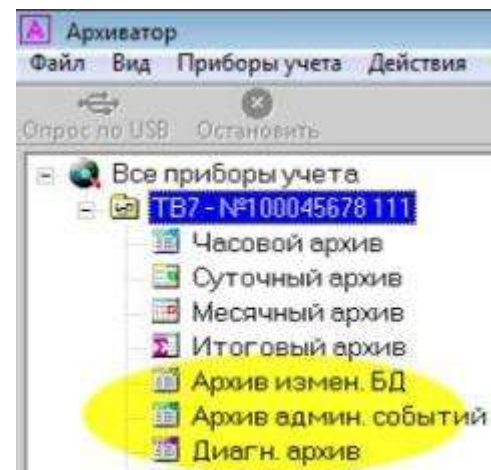 Архиватор
Файл Вид Приборы учета Действия
Опрос по USB Остановить
Все приборы учета
ТВ7 - №100045678 111
Часовой архив
Суточный архив
Месячный архив
Итоговый архив
Архив измен. БД
Архив админ. событий
Диагн. архив